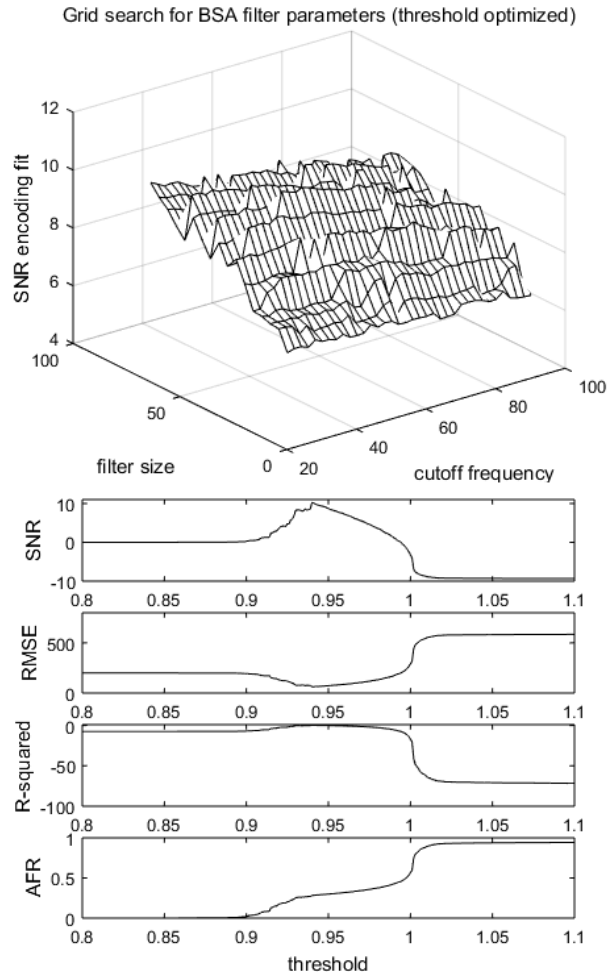 Grid search for BSA filter parameters (threshold optimized)
12
10
8
6
4
SNR encoding fit
100
50
0
filter size
20
40
60
80
100
cutoff frequency
10
0
-10
SNR
0.8 0.85 0.9 0.95 1 1.05 1.1
500
0
RMSE
0.8 0.85 0.9 0.95 1 1.05 1.1
0
-50
-100
R-squared
0.8 0.85 0.9 0.95 1 1.05 1.1
1
0.5
0
AFR
0.8 0.85 0.9 0.95 1 1.05 1.1
threshold